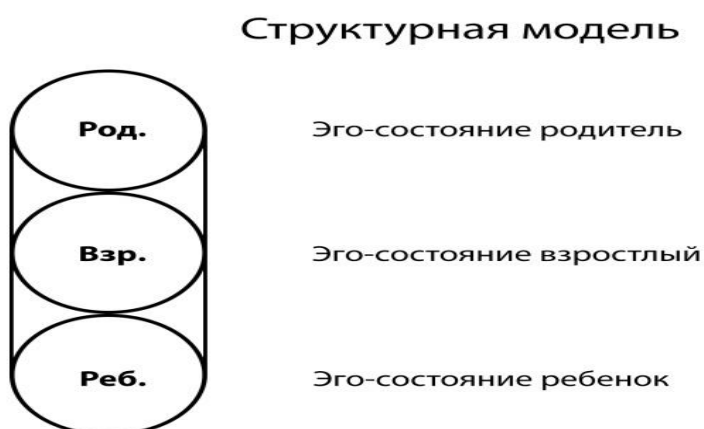 Структурная модель
Род. Эго-состояние родитель
Взр. Эго-состояние взростлый
Реб. Эго-состояние ребенок